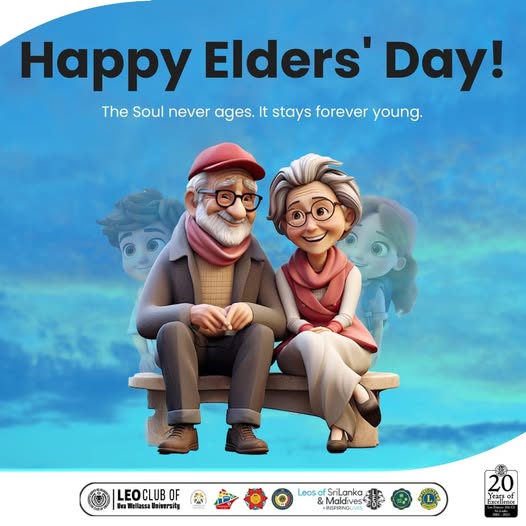 Happy Elders' Day!
The Soul never ages. It stays forever young.
LEO CLUB OF
Uva Wellassa University
Leos of SriLanka
& Maldives
INSPIRING LIVES
20
Years of
Excellence